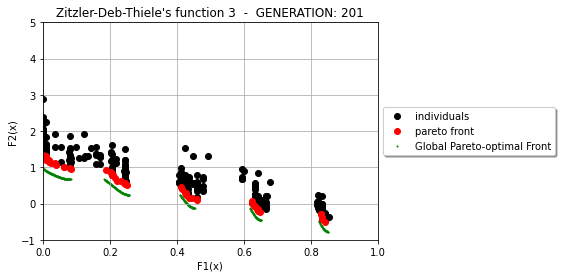 Zitzler-Deb-Thiele's function 3 - GENERATION: 201
5
4
3
2
1
0
−1
F2(x)
0.0 0.2 0.4 0.6 0.8 1.0
F1(x)
individuals
pareto front
Global Pareto-optimal Front